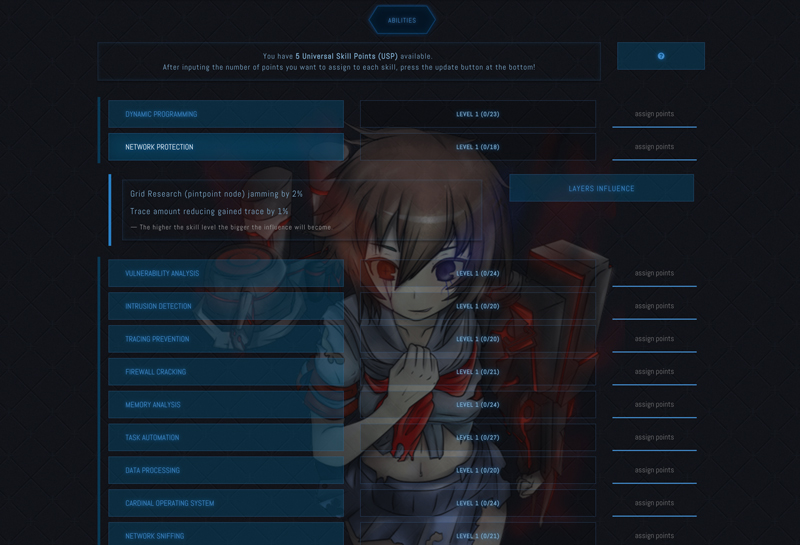 ABILITIES
You have 5 Universal Skill Points (USP) available.
After inputing the number of points you want to assign to each skill, press the update button at the bottom!
DYNAMIC PROGRAMMING LEVEL 1 (0/23) assign points
NETWORK PROTECTION LEVEL 1 (0/18) assign points
Grid Research (pintpoint node) jamming by 2%
LAYERS INFLUENCE
Trace amount reducing gained trace by 1%
— The higher the skill level the bigger the influence will become
VULNERABILITY ANALYSIS LEVEL 1 (0/24) assign points
INTRUSION DETECTION LEVEL 1 (0/20) assign points
TRACING PREVENTION LEVEL 1 (0/20) assign points
FIREWALL CRACKING LEVEL 1 (0/21) assign points
MEMORY ANALYSIS LEVEL 1 (0/24) assign points
TASK AUTOMATION LEVEL 1 (0/27) assign points
DATA PROCESSING LEVEL 1 (0/20) assign points
CARDINAL OPERATING SYSTEM LEVEL 1 (0/24) assign points
NETWORK SNIFFING LEVEL 1 (0/21) assign points